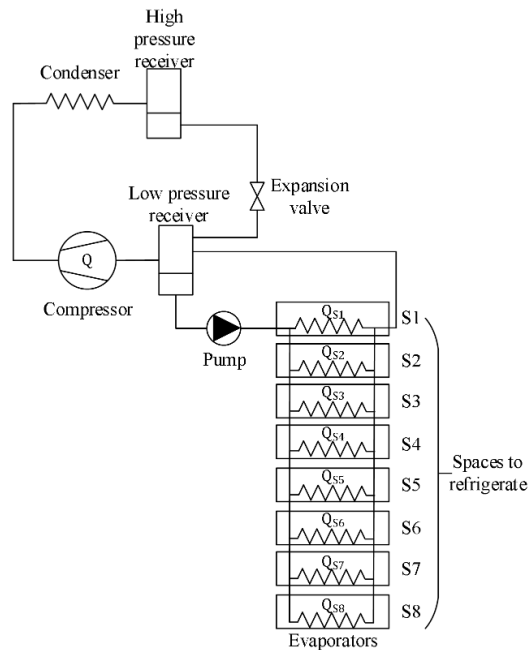 High
pressure
receiver
Condenser
Expansion
valve
Low pressure
receiver
Q
Compressor
Pump
QS1
S1
QS2
S2
QS3
S3
QS4
S4
QS5
S5
QS6
S6
QS7
S7
QS8
S8
Spaces to
refrigerate
Evaporators